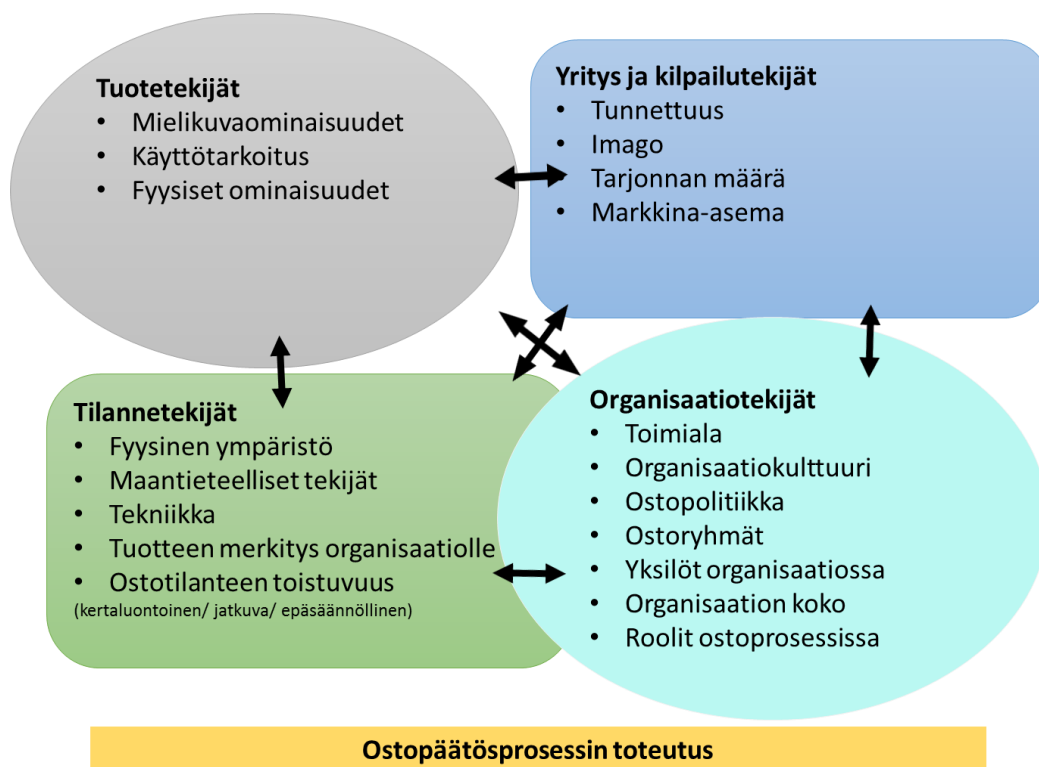 Tuotetekijät
• Mielikuvaominaisuudet
• Käyttötarkoitus
• Fyysiset ominaisuudet
Yritys ja kilpailutekijät
• Tunnettuus
• Imago
• Tarjonnan määrä
• Markkina-asema
Tilannetekijät
• Fyysinen ympäristö
• Maantieteelliset tekijät
• Tekniikka
• Tuotteen merkitys organisaatiolle
• Ostotilanteen toistuvuus
(kertaluontoinen/ jatkuva/ epäsäännöllinen)
Organisaatiotekijät
• Toimiala
• Organisaatiokulttuuri
• Ostopolitiikka
• Ostoryhmät
• Yksilöt organisaatiossa
• Organisaation koko
• Roolit ostoprosessissa
Ostopäätösprosessin toteutus